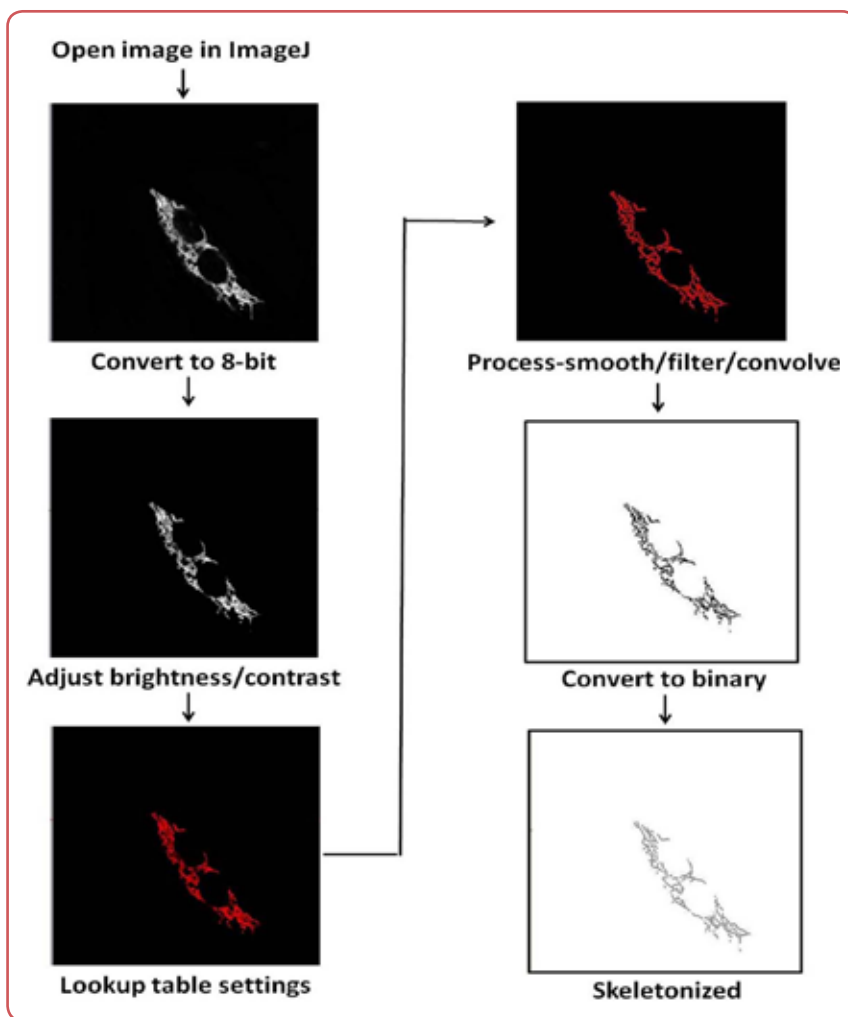 Open image in ImageJ
Convert to 8-bit
Adjust brightness/contrast
Lookup table settings
Process-smooth/filter/convolve
Convert to binary
Skeletonized